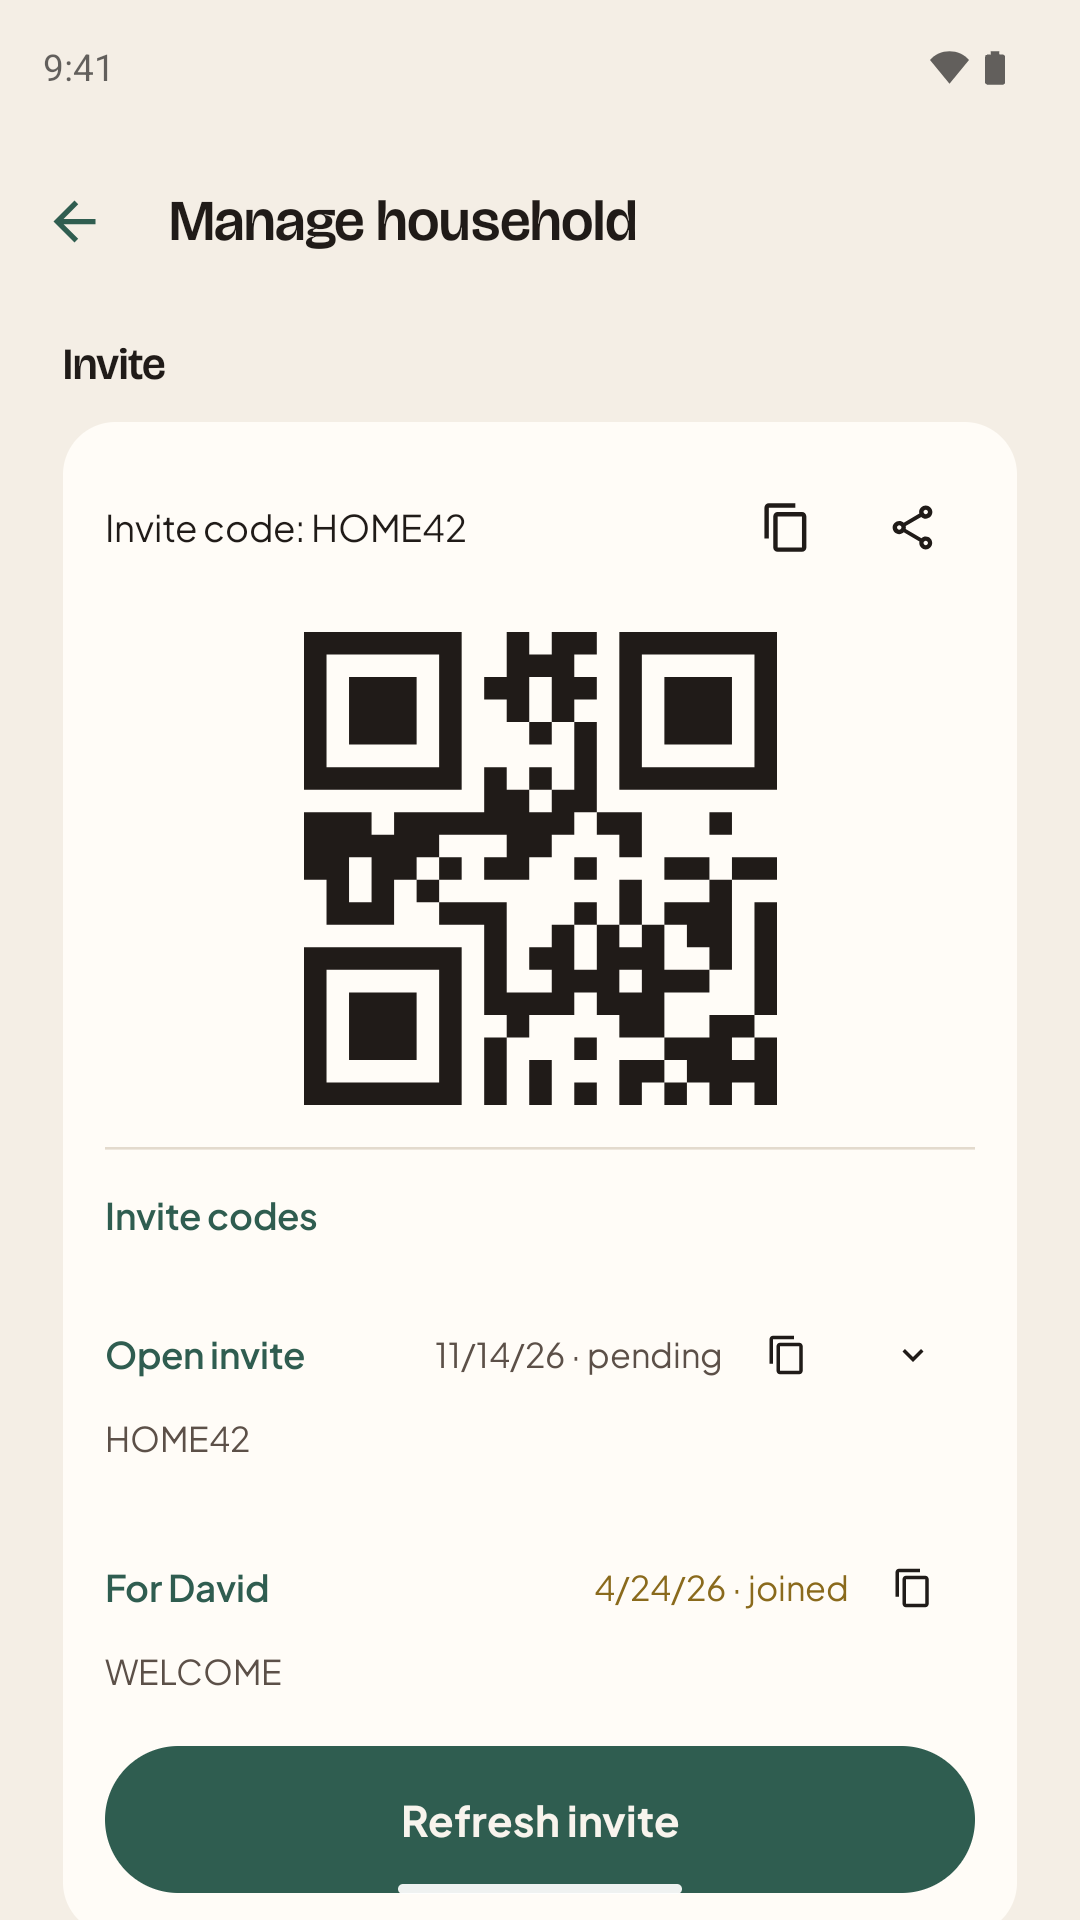 9:41
Manage household
Invite
Invite code: HOME42
Invite codes
Open invite 11/14/26 · pending
HOME42
For David 4/24/26 · joined
WELCOME
Refresh invite